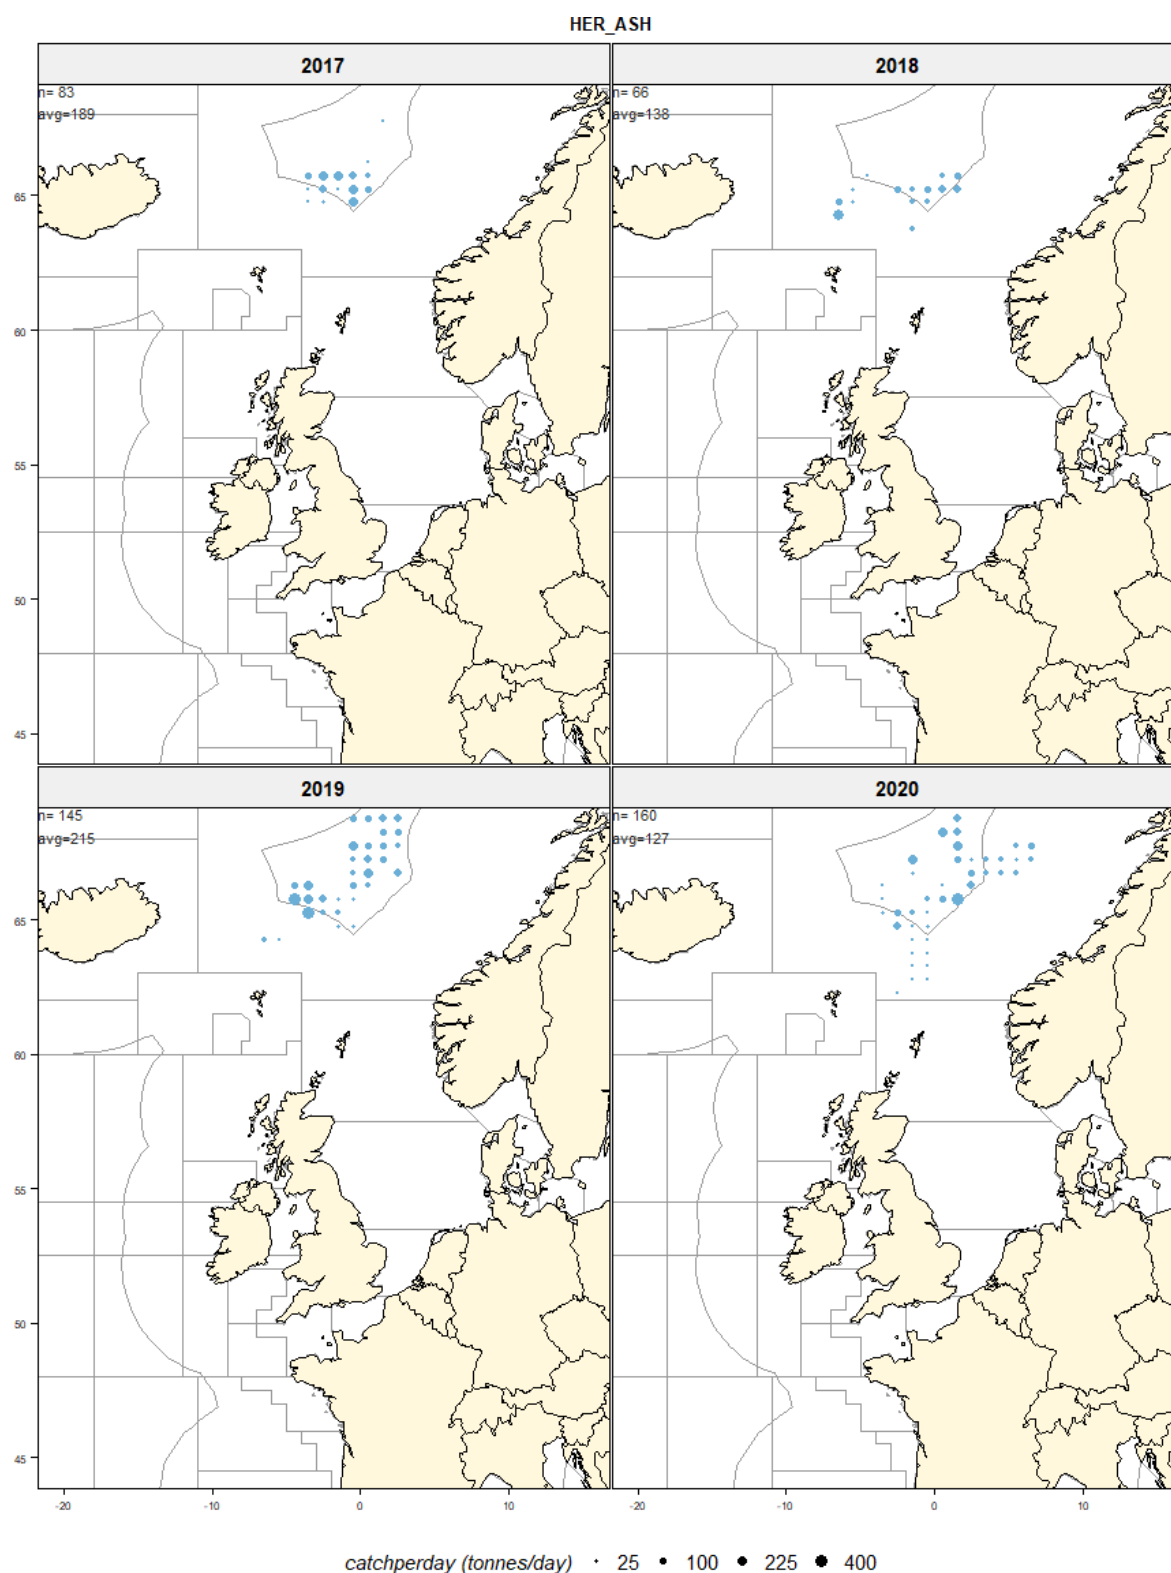 HER_ASH
2017
2018
n= 83
avg=189
n= 66
avg=138
65
60
55
50
45
2019
2020
n= 145
avg=215
n= 160
avg=127
65
60
55
50
45
-20 -10 0 10 -20 -10 0 10
catchperday (tonnes/day) 25 100 225 400